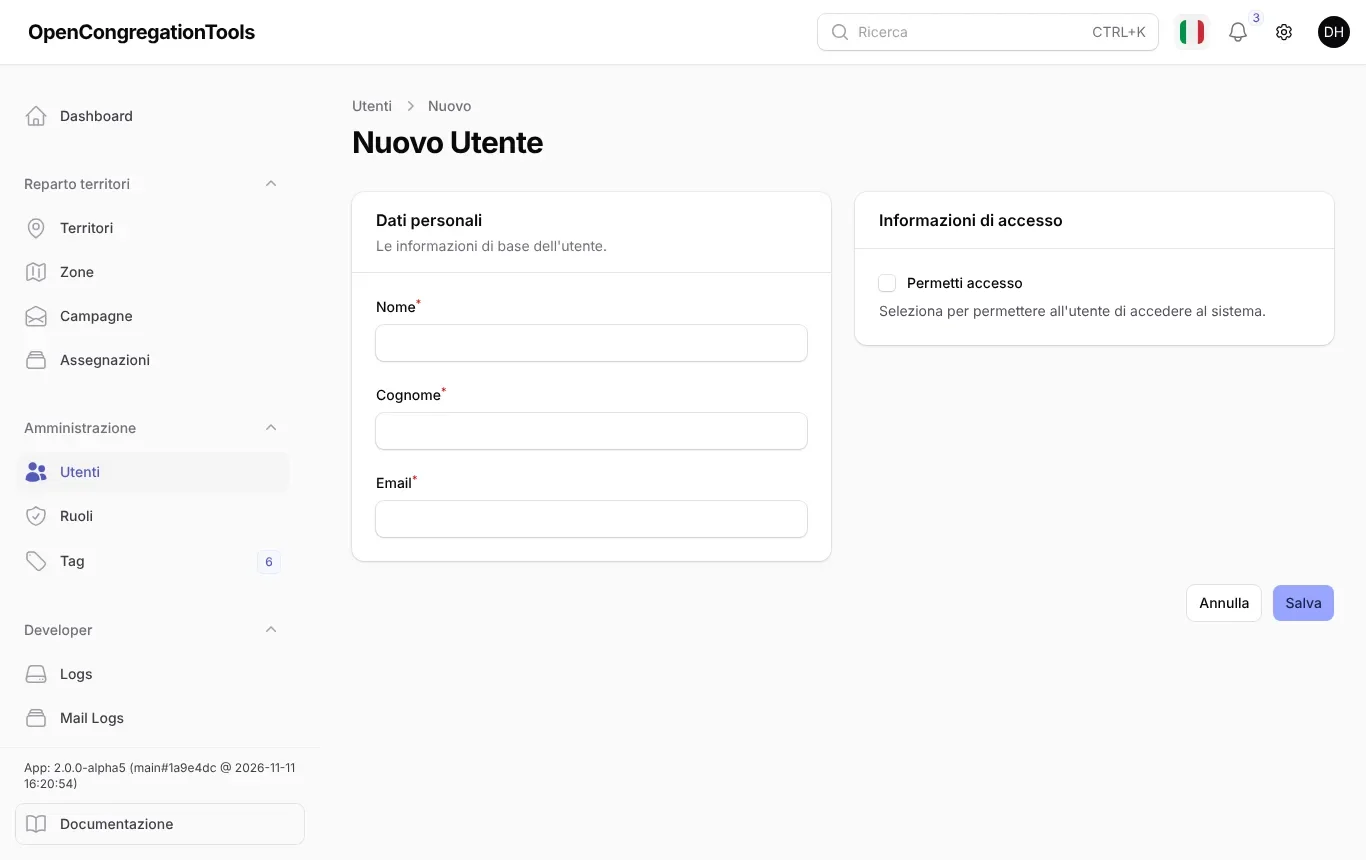 OpenCongregationTools
Ricerca
CTRL+K
3
DH
Dashboard
Reparto territori
Territori
Zone
Campagne
Assegnazioni
Amministrazione
Utenti
Ruoli
Tag
6
Developer
Logs
Mail Logs
App: 2.0.0-alpha5 (main#1a9e4dc @ 2026-11-11
16:20:54)
Documentazione
Utenti
Nuovo
Nuovo Utente
Dati personali
Le informazioni di base dell'utente.
Nome*
Cognome*
Email*
Informazioni di accesso
Permetti accesso
Seleziona per permettere all'utente di accedere al sistema.
Annulla
Salva